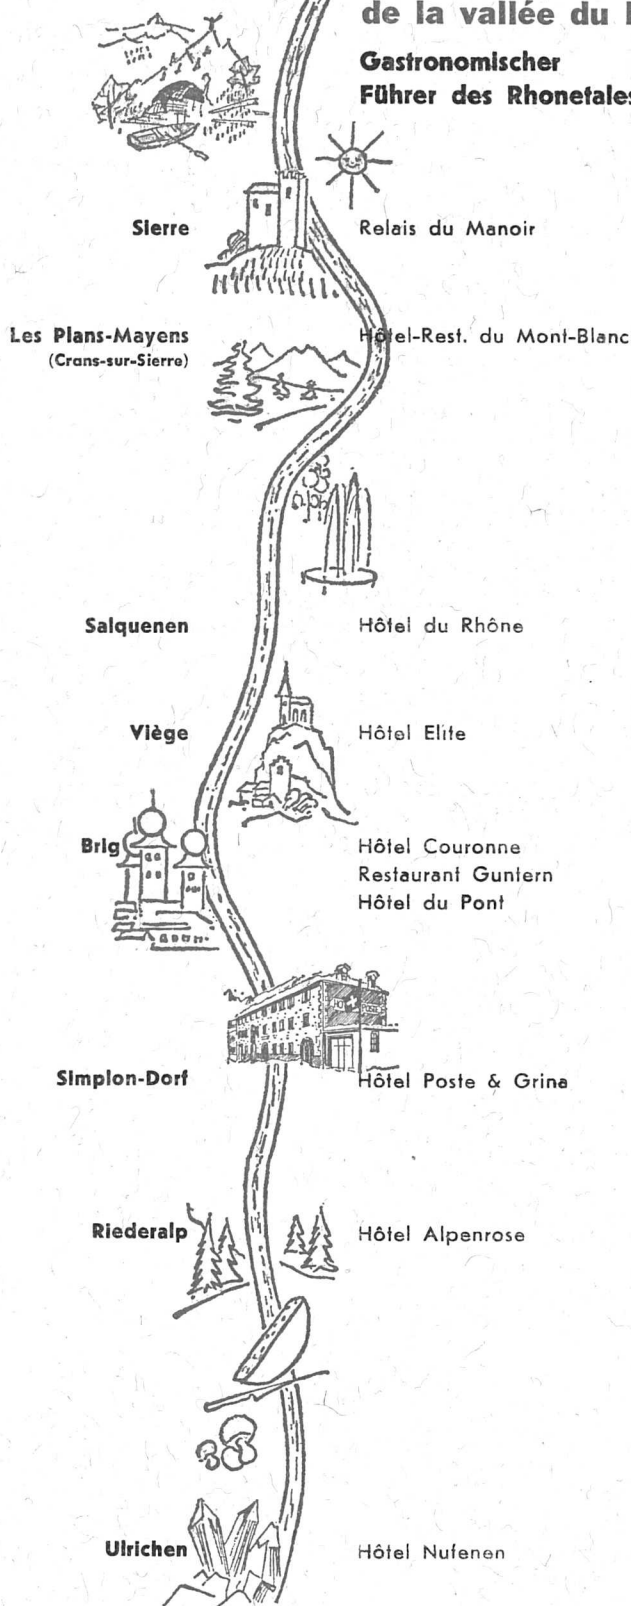 de la vallée du
Gastronomischer
Führer des Rhonetales
Sierre
Relais du Manoir
Les Plans-Mayens
(Crans-sur-Sierre)
Hôtel-Rest. du Mont-Blanc
Salquenen
Hôtel du Rhône
Viège
Hôtel Elite
Brig
Hôtel Couronne
Restaurant Guntern
Hôtel du Pont
Simplon-Dorf
Hôtel Poste & Grina
Riederalp
Hôtel Alpenrose
Ulrichen
Hôtel Nufenen